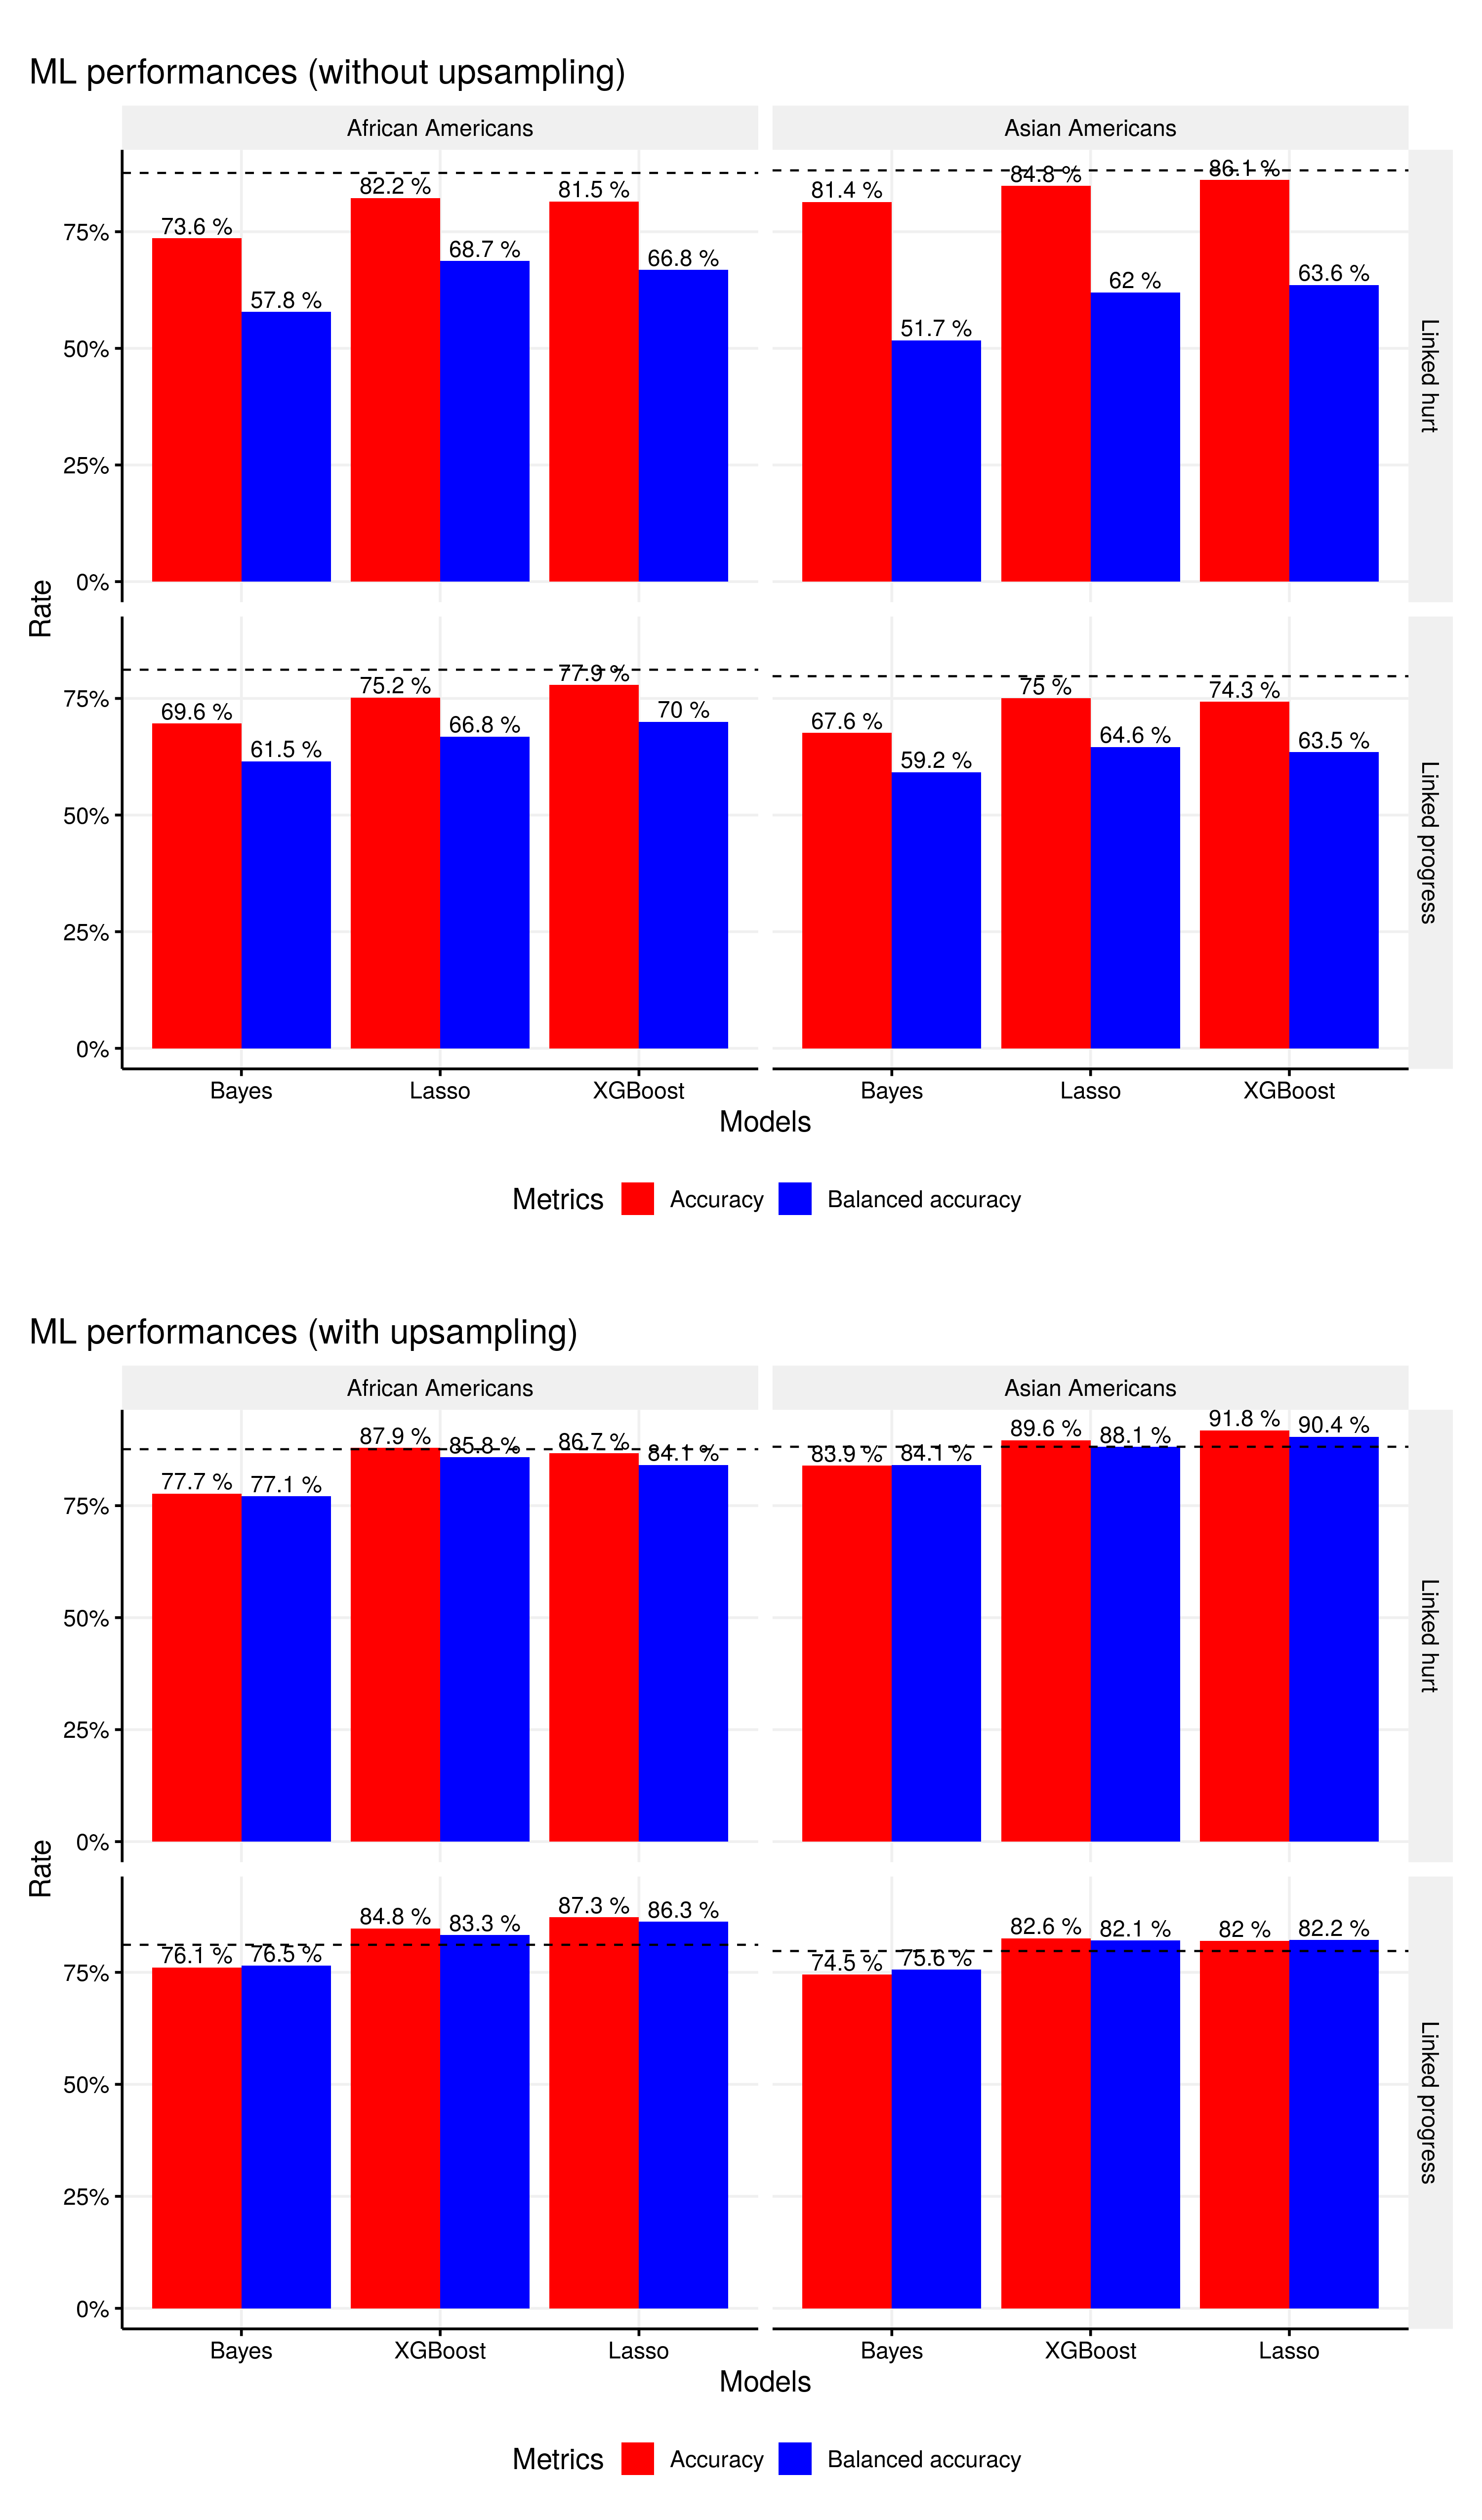 ML performances (without upsampling)
African Americans
Asian Americans
82.2 %
81.5 %
73.6 %
68.7 %
66.8 %
57.8 %
81.4 %
84.8 %
86.1 %
51.7 %
62 %
63.6 %
75%
50%
25%
0%
Linked hurt
Rate
69.6 %
61.5 %
75.2 %
66.8 %
77.9 %
70 %
67.6 %
59.2 %
75 %
64.6 %
74.3 %
63.5 %
75%
50%
25%
0%
Linked progress
Bayes
Lasso
XGBoost
Bayes
Lasso
XGBoost
Models
Metrics
Accuracy
Balanced accuracy
ML performances (with upsampling)
African Americans
Asian Americans
77.7 %
77.1 %
87.9 %
85.8 %
86.7 %
84.1 %
83.9 %
84.1 %
89.6 %
88.1 %
91.8 %
90.4 %
75%
50%
25%
0%
Linked hurt
Rate
76.1 %
76.5 %
84.8 %
83.3 %
87.3 %
86.3 %
74.5 %
75.6 %
82.6 %
82.1 %
82 %
82.2 %
75%
50%
25%
0%
Linked progress
Bayes
XGBoost
Lasso
Bayes
XGBoost
Lasso
Models
Metrics
Accuracy
Balanced accuracy